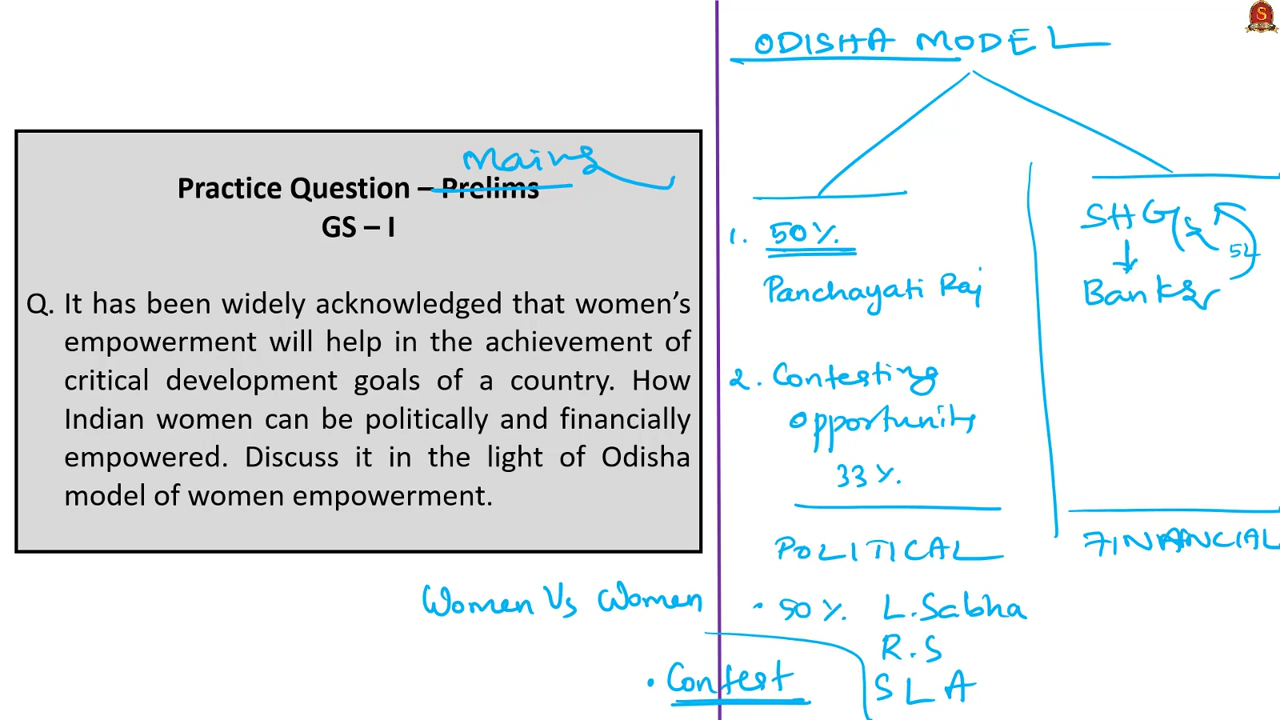 Mains
Practice Question – Prelims
GS – I
Q. It has been widely acknowledged that women's
empowerment will help in the achievement of
critical development goals of a country. How
Indian women can be politically and financially
empowered. Discuss it in the light of Odisha
model of women empowerment.
Women Vs Women
• Contest
ODISHA MODEL
1. 50%
Panchayati Raj
2. Contesting
opportunity
33%.
POLITICAL
• 50%. L. Sabha
R.S
SLA
SHGs
5L
Banks
FINANCIAL
S